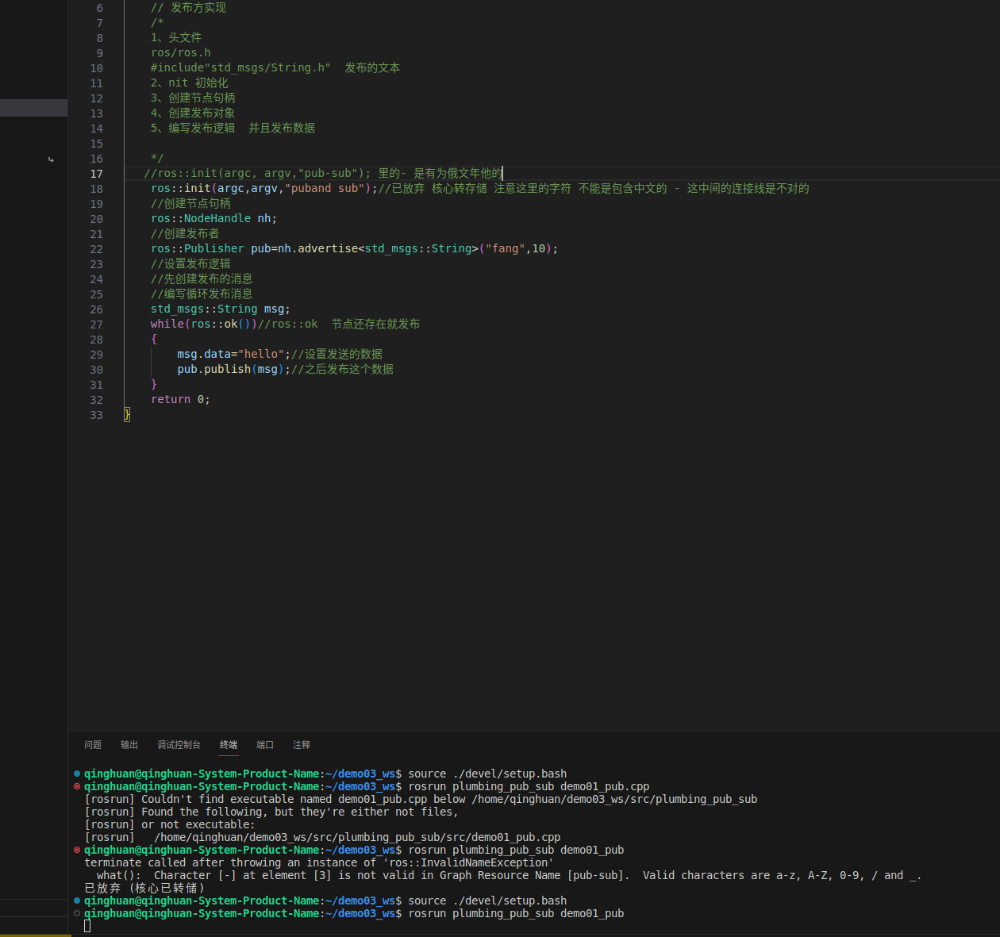 6 // 发布方实现
7 /*
8 1、头文件
9 ros/ros.h
10 #include"std_msgs/String.h"  发布的文本
11 2、nit 初始化
12 3、创建节点句柄
13 4、创建发布对象
14 5、编写发布逻辑  并且发布数据
15
16 */
17 //ros::init(argc, argv,"pub-sub"); 里的- 是有为俄文年他的
18 ros::init(argc,argv,"puband_sub");//已放弃 核心转存储 注意这里的字符 不能是包含中文的 - 这中间的连接线是不对的
19 //创建节点句柄
20 ros::NodeHandle nh;
21 //创建发布者
22 ros::Publisher pub=nh.advertise<std_msgs::String>("fang",10);
23 //设置发布逻辑
24 //先创建发布的消息
25 //编写循环发布消息
26 std_msgs::String msg;
27 while(ros::ok())//ros::ok  节点还存在就发布
28 {
29 msg.data="hello";//设置发送的数据
30 pub.publish(msg);//之后发布这个数据
31 }
32 return 0;
33 }
问题 输出 调试控制台 终端 端口 注释
qinghuan@qinghuan-System-Product-Name:~/demo03_ws$ source ./devel/setup.bash
qinghuan@qinghuan-System-Product-Name:~/demo03_ws$ rosrun plumbing_pub_sub demo01_pub.cpp
[rosrun] Couldn't find executable named demo01_pub.cpp below /home/qinghuan/demo03_ws/src/plumbing_pub_sub
[rosrun] Found the following, but they're either not files,
[rosrun] or not executable:
[rosrun]   /home/qinghuan/demo03_ws/src/plumbing_pub_sub/src/demo01_pub.cpp
qinghuan@qinghuan-System-Product-Name:~/demo03_ws$ rosrun plumbing_pub_sub demo01_pub
terminate called after throwing an instance of 'ros::InvalidNameException'
what():  Character [-] at element [3] is not valid in Graph Resource Name [pub-sub].  Valid characters are a-z, A-Z, 0-9, / and _.
已放弃 (核心已转储)
qinghuan@qinghuan-System-Product-Name:~/demo03_ws$ source ./devel/setup.bash
qinghuan@qinghuan-System-Product-Name:~/demo03_ws$ rosrun plumbing_pub_sub demo01_pub